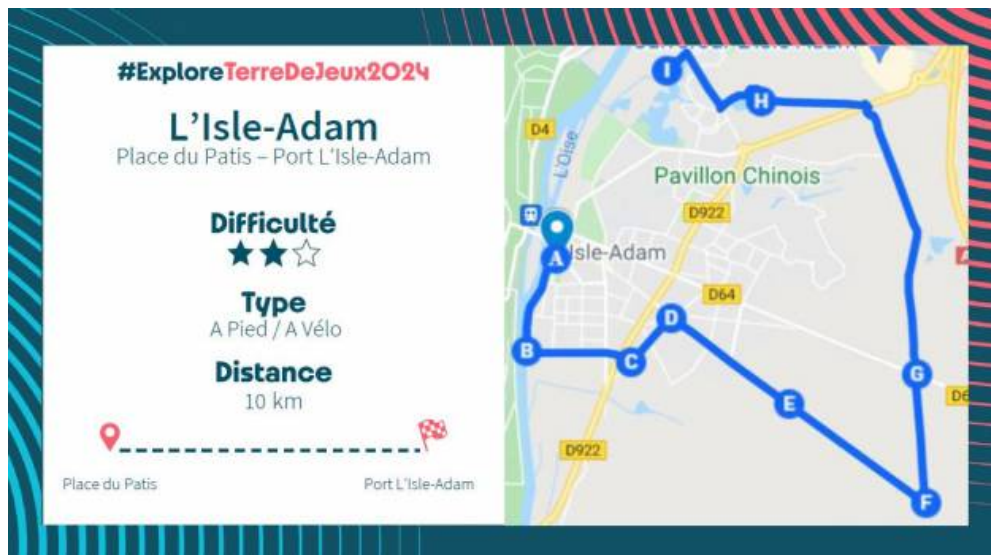 #ExploreTerreDeJeux2024
L'Isle-Adam
Place du Patis – Port L'Isle-Adam
Difficulté
Type
A Pied / A Vélo
Distance
10 km
Place du Patis
Port L'Isle-Adam
I
H
D4
L'Oise
Pavillon Chinois
D922
A
Isle-Adam
D64
D
B
C
G
E
D922
F